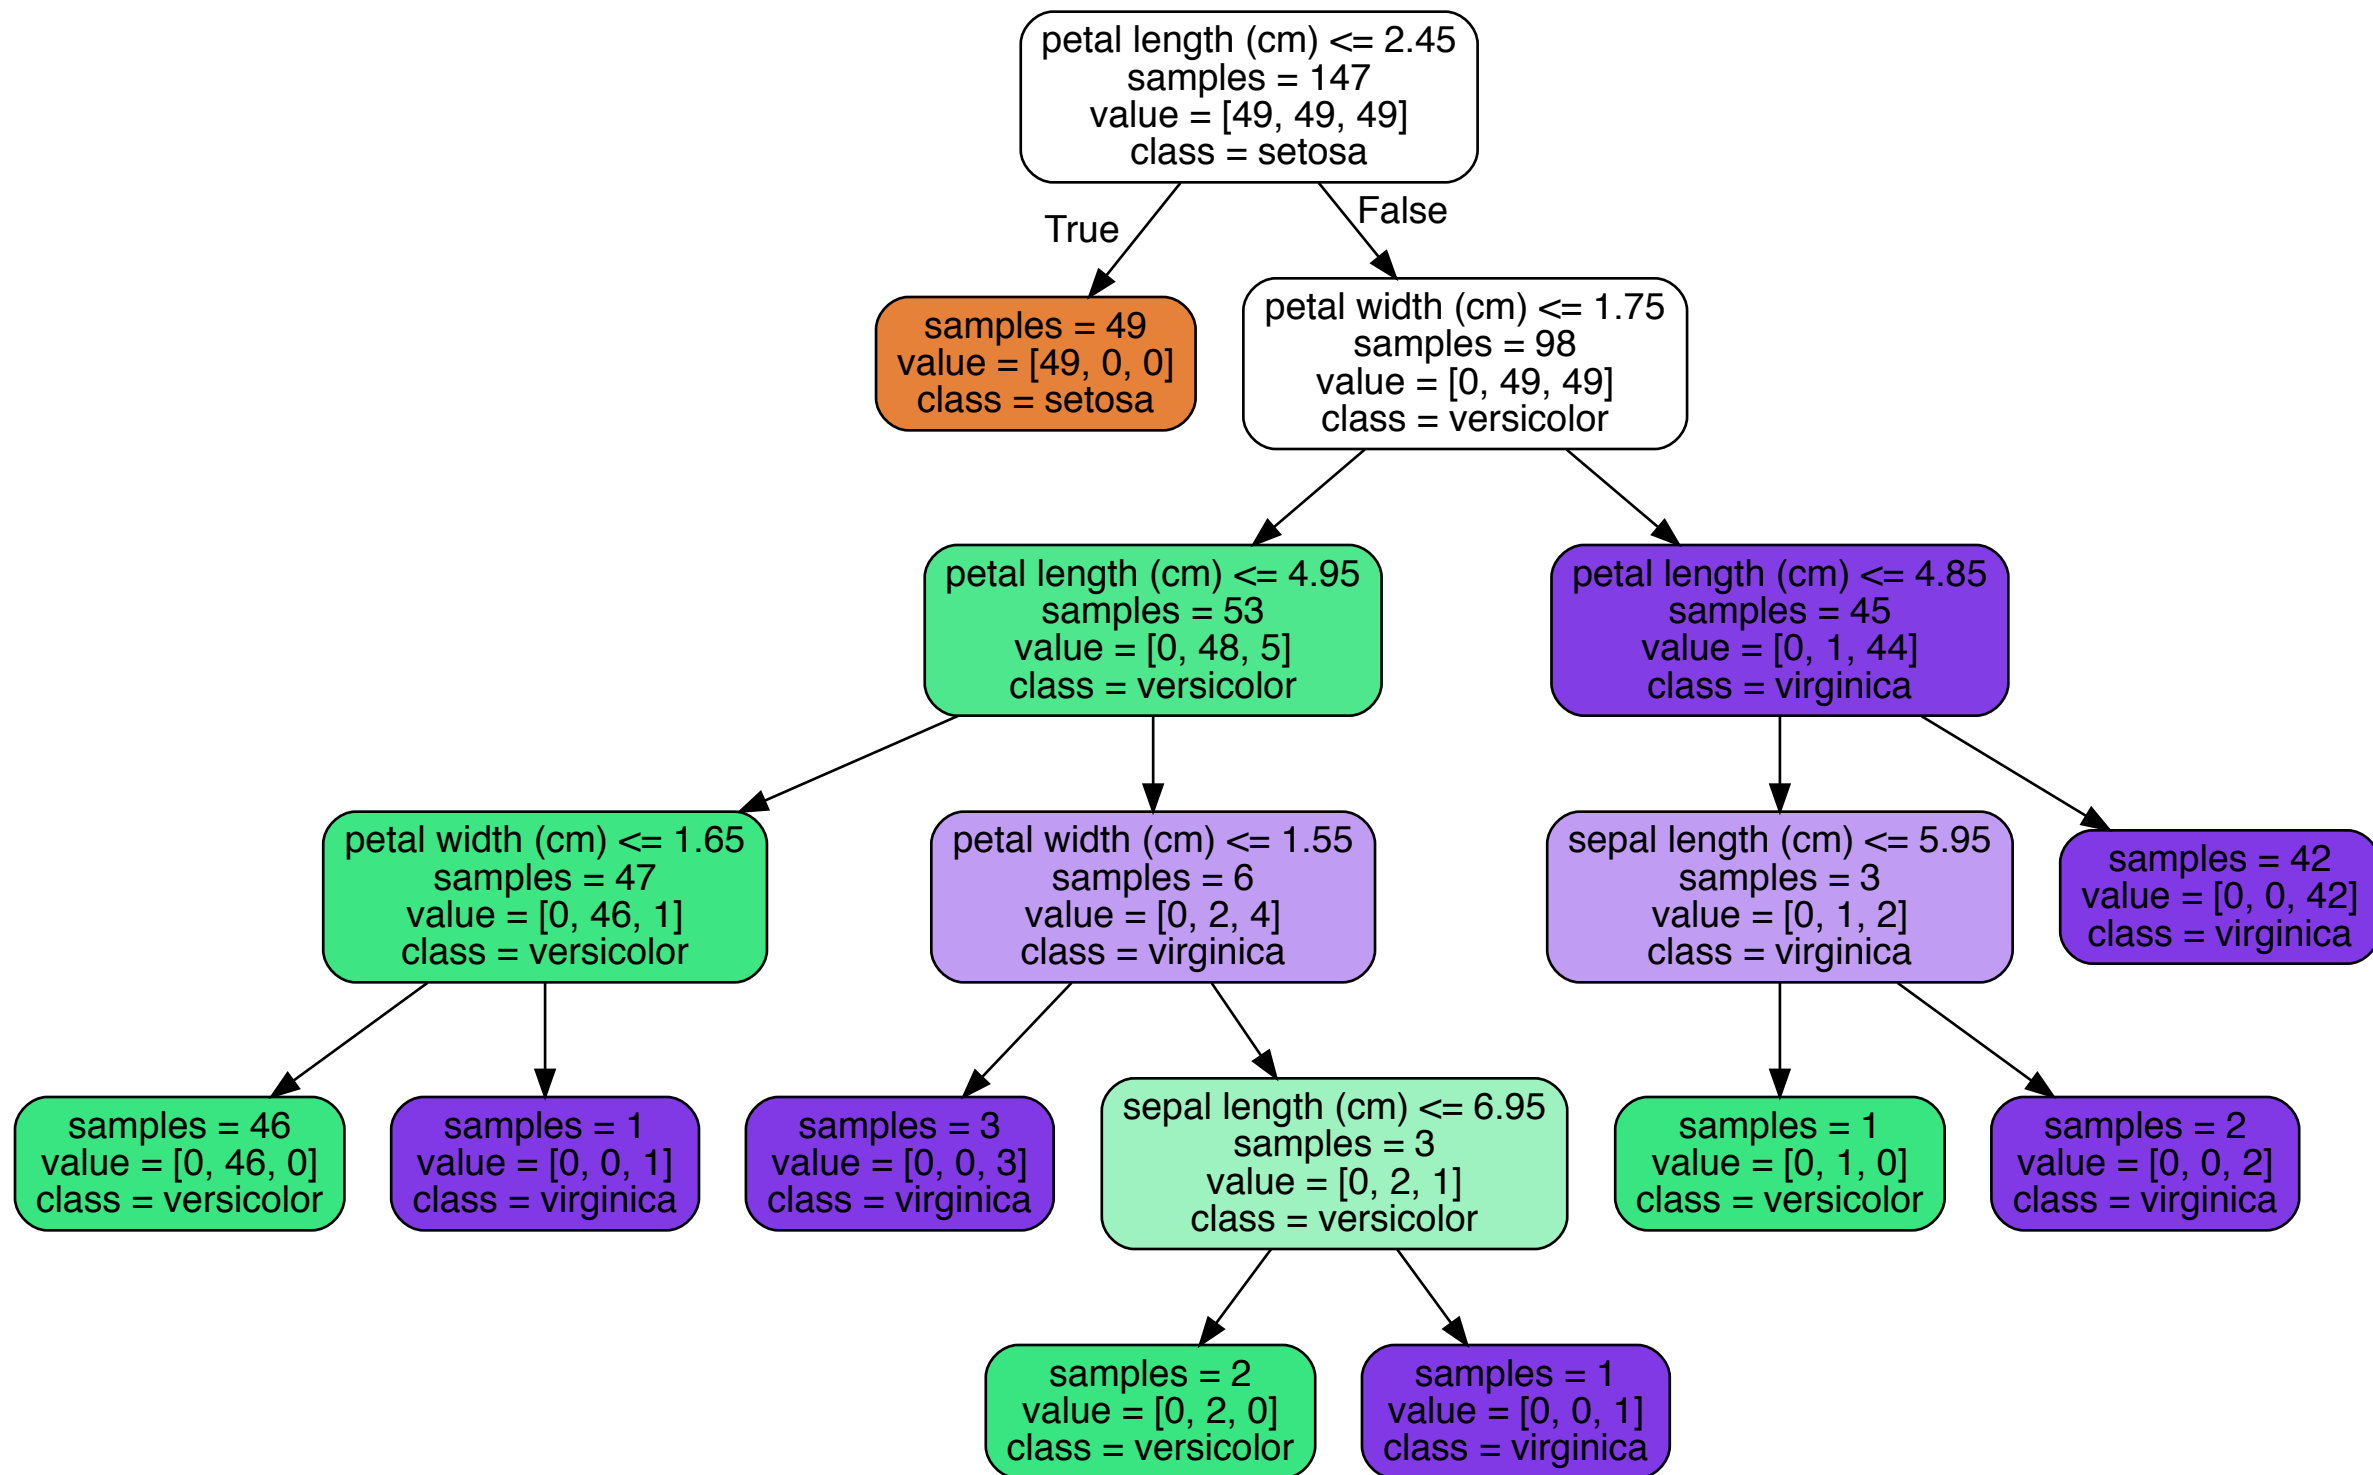 petal length (cm) <= 2.45
samples = 147
value = [49, 49, 49]
class = setosa
True
False
samples = 49
value = [49, 0, 0]
class = setosa
petal width (cm) <= 1.75
samples = 98
value = [0, 49, 49]
class = versicolor
petal length (cm) <= 4.95
samples = 53
value = [0, 48, 5]
class = versicolor
petal length (cm) <= 4.85
samples = 45
value = [0, 1, 44]
class = virginica
petal width (cm) <= 1.65
samples = 47
value = [0, 46, 1]
class = versicolor
petal width (cm) <= 1.55
samples = 6
value = [0, 2, 4]
class = virginica
sepal length (cm) <= 5.95
samples = 3
value = [0, 1, 2]
class = virginica
samples = 42
value = [0, 0, 42]
class = virginica
samples = 46
value = [0, 46, 0]
class = versicolor
samples = 1
value = [0, 0, 1]
class = virginica
samples = 3
value = [0, 0, 3]
class = virginica
sepal length (cm) <= 6.95
samples = 3
value = [0, 2, 1]
class = versicolor
samples = 1
value = [0, 1, 0]
class = versicolor
samples = 2
value = [0, 0, 2]
class = virginica
samples = 2
value = [0, 2, 0]
class = versicolor
samples = 1
value = [0, 0, 1]
class = virginica